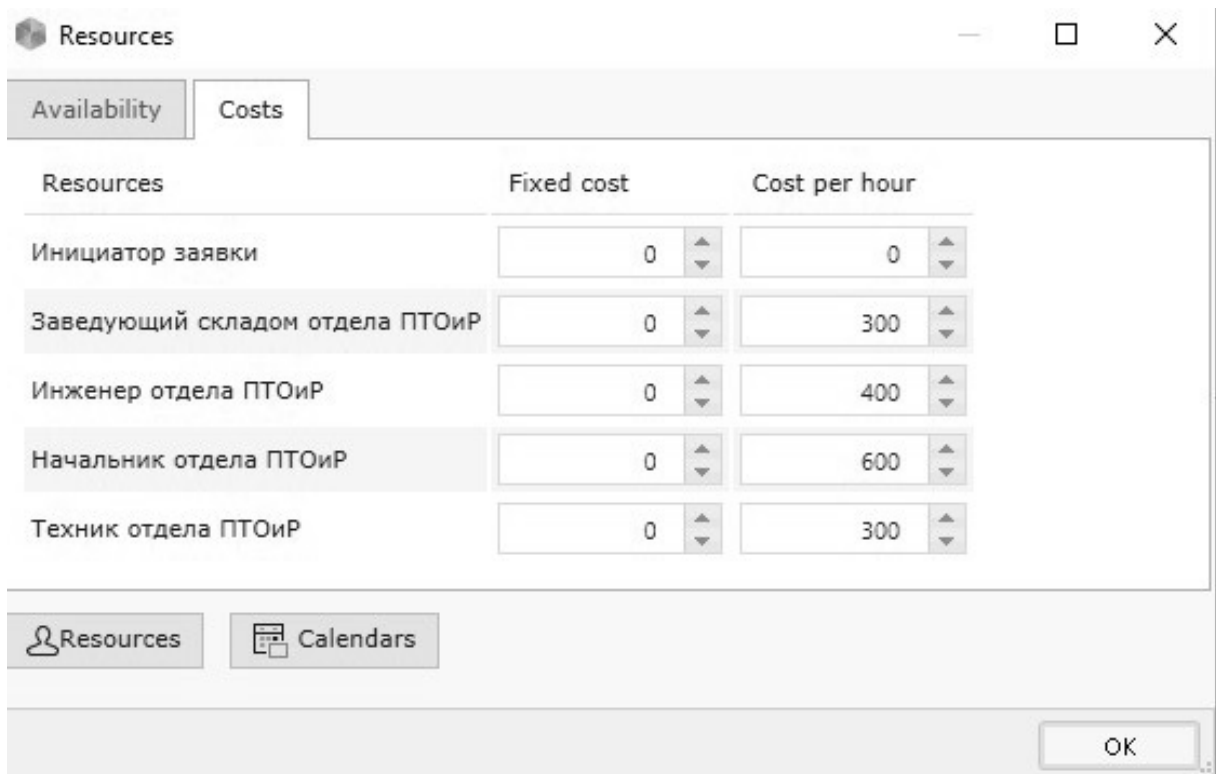 Resources
Availability Costs
Resources Fixed cost Cost per hour
Инициатор заявки 0 0
Заведующий складом отдела ПТОиР 0 300
Инженер отдела ПТОиР 0 400
Начальник отдела ПТОиР 0 600
Техник отдела ПТОиР 0 300
Resources Calendars
OK